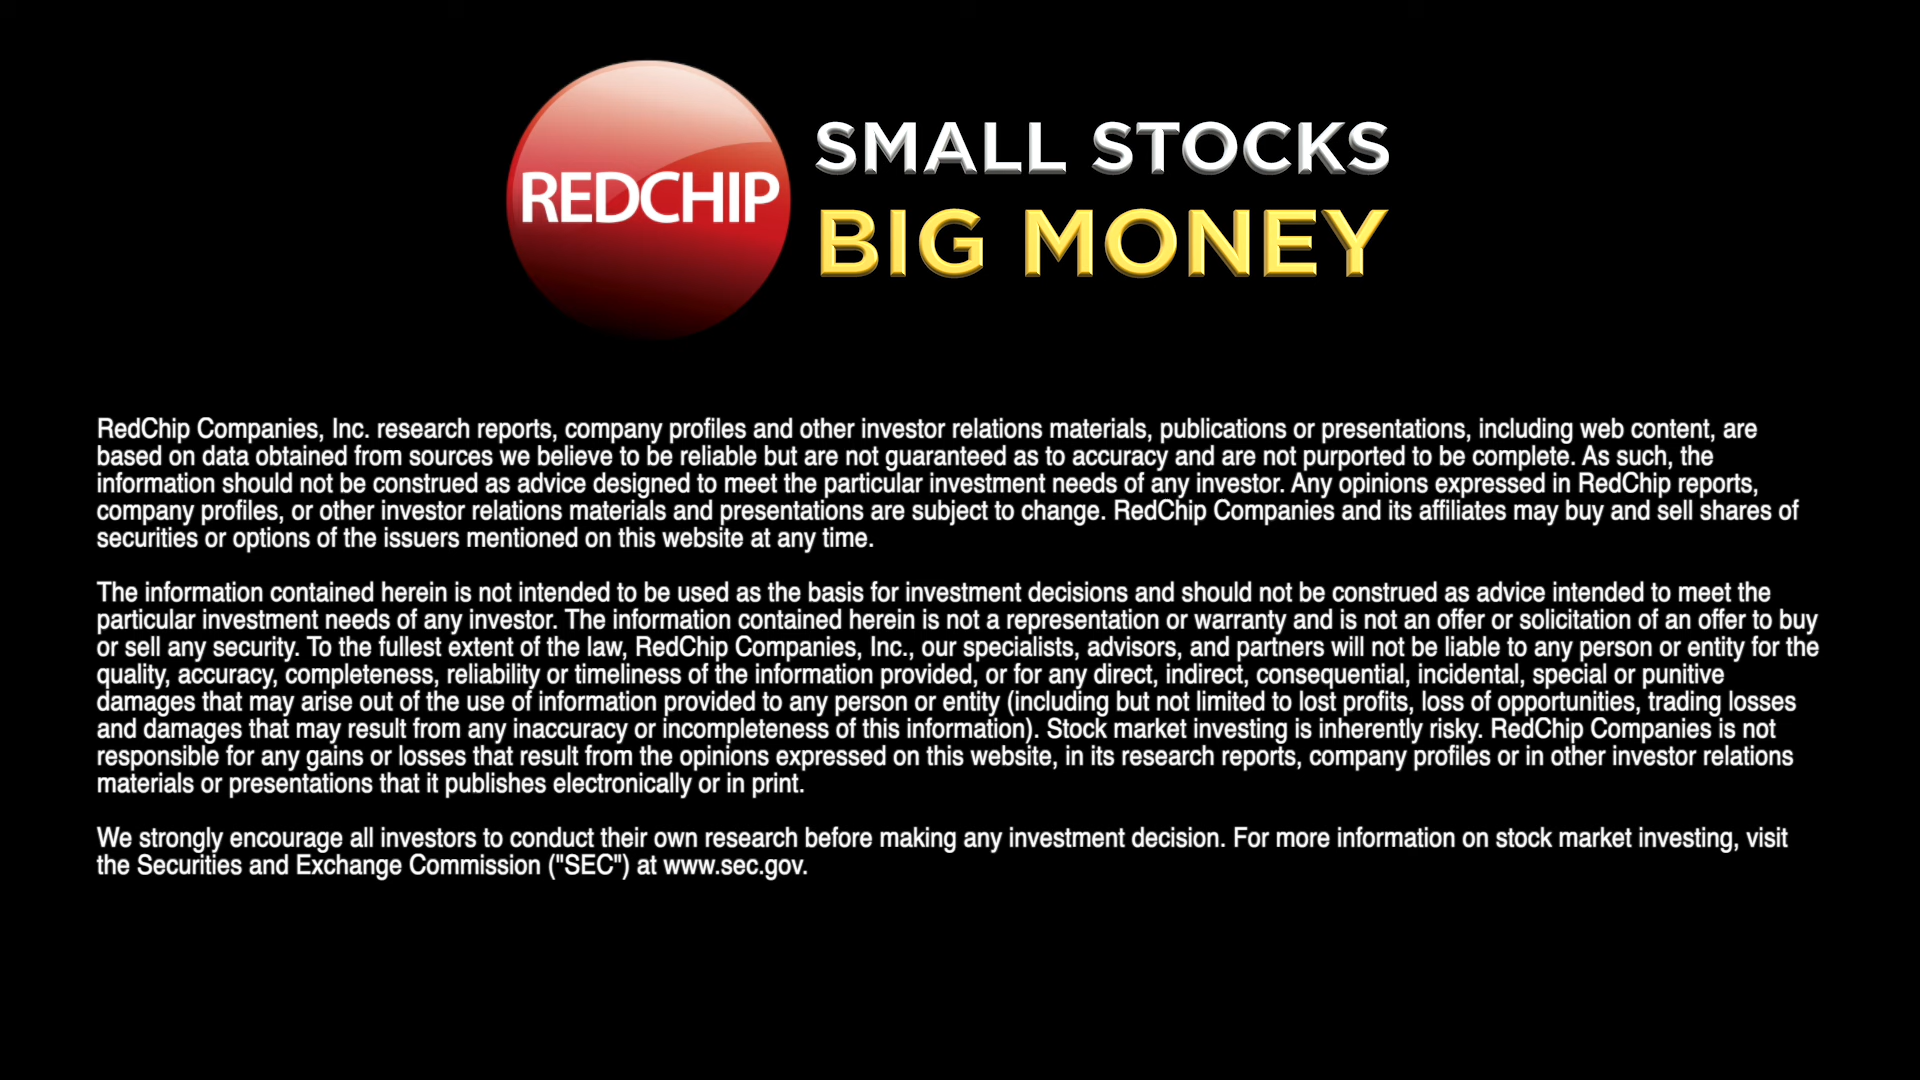 REDCHIP
SMALL STOCKS
BIG MONEY
RedChip Companies, Inc. research reports, company profiles and other investor relations materials, publications or presentations, including web content, are
based on data obtained from sources we believe to be reliable but are not guaranteed as to accuracy and are not purported to be complete. As such, the
information should not be construed as advice designed to meet the particular investment needs of any investor. Any opinions expressed in RedChip reports,
company profiles, or other investor relations materials and presentations are subject to change. RedChip Companies and its affiliates may buy and sell shares of
securities or options of the issuers mentioned on this website at any time.
The information contained herein is not intended to be used as the basis for investment decisions and should not be construed as advice intended to meet the
particular investment needs of any investor. The information contained herein is not a representation or warranty and is not an offer or solicitation of an offer to buy
or sell any security. To the fullest extent of the law, RedChip Companies, Inc., our specialists, advisors, and partners will not be liable to any person or entity for the
quality, accuracy, completeness, reliability or timeliness of the information provided, or for any direct, indirect, consequential, incidental, special or punitive
damages that may arise out of the use of information provided to any person or entity (including but not limited to lost profits, loss of opportunities, trading losses
and damages that may result from any inaccuracy or incompleteness of this information). Stock market investing is inherently risky. RedChip Companies is not
responsible for any gains or losses that result from the opinions expressed on this website, in its research reports, company profiles or in other investor relations
materials or presentations that it publishes electronically or in print.
We strongly encourage all investors to conduct their own research before making any investment decision. For more information on stock market investing, visit
the Securities and Exchange Commission ("SEC") at www.sec.gov.